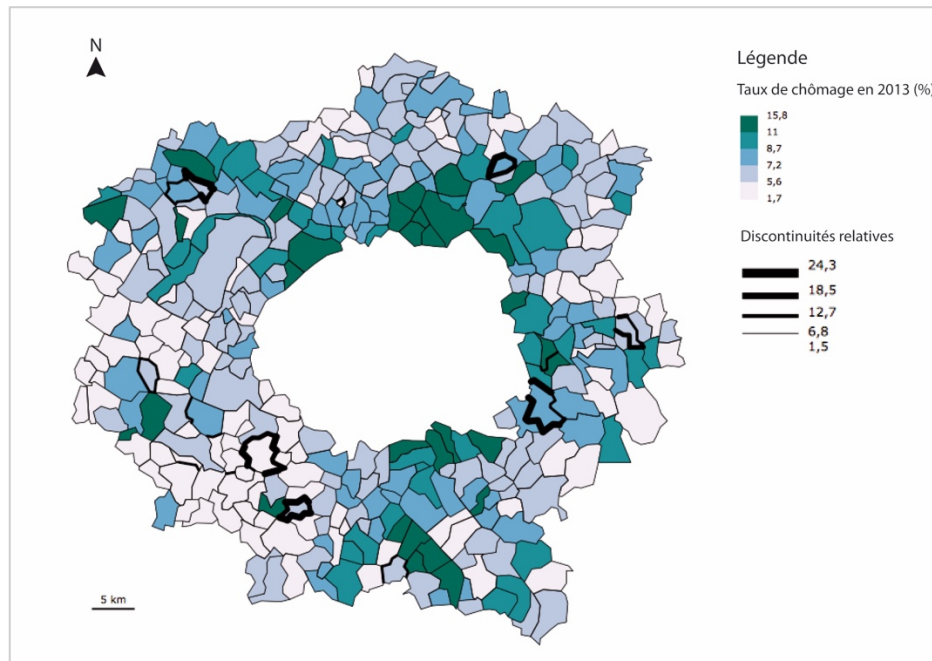 N
Légende
Taux de chômage en 2013 (%)
15,8
11
8,7
7,2
5,6
1,7
Discontinuités relatives
24,3
18,5
12,7
6,8
1,5
5 km